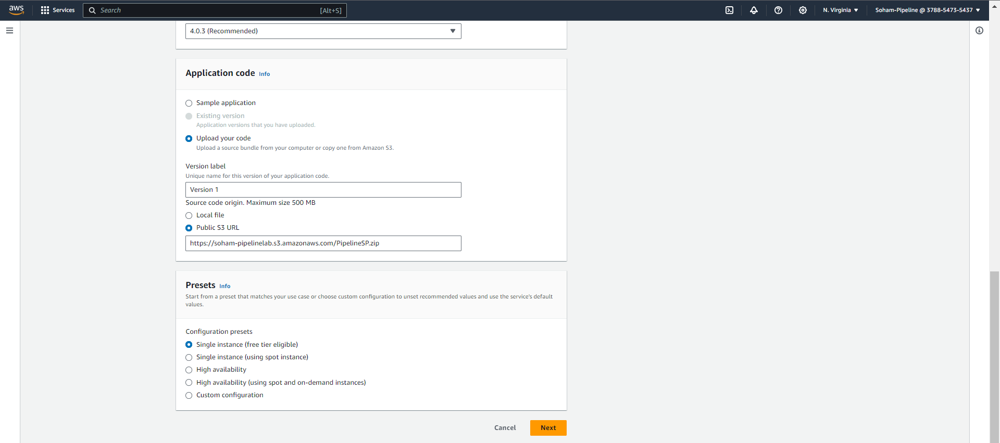 aws
Services
Search
[Alt+S]
N. Virginia
Soham-Pipeline @ 3788-5473-5437
4.0.3 (Recommended)
Application code Info
Sample application
Existing version
Application versions that you have uploaded.
Upload your code
Upload a source bundle from your computer or copy one from Amazon S3.
Version label
Unique name for this version of your application code.
Version 1
Source code origin. Maximum size 500 MB
Local file
Public S3 URL
https://soham-pipelinelab.s3.amazonaws.com/PipelineSP.zip
Presets Info
Start from a preset that matches your use case or choose custom configuration to unset recommended values and use the service's default
values.
Configuration presets
Single instance (free tier eligible)
Single instance (using spot instance)
High availability
High availability (using spot and on-demand instances)
Custom configuration
Cancel
Next